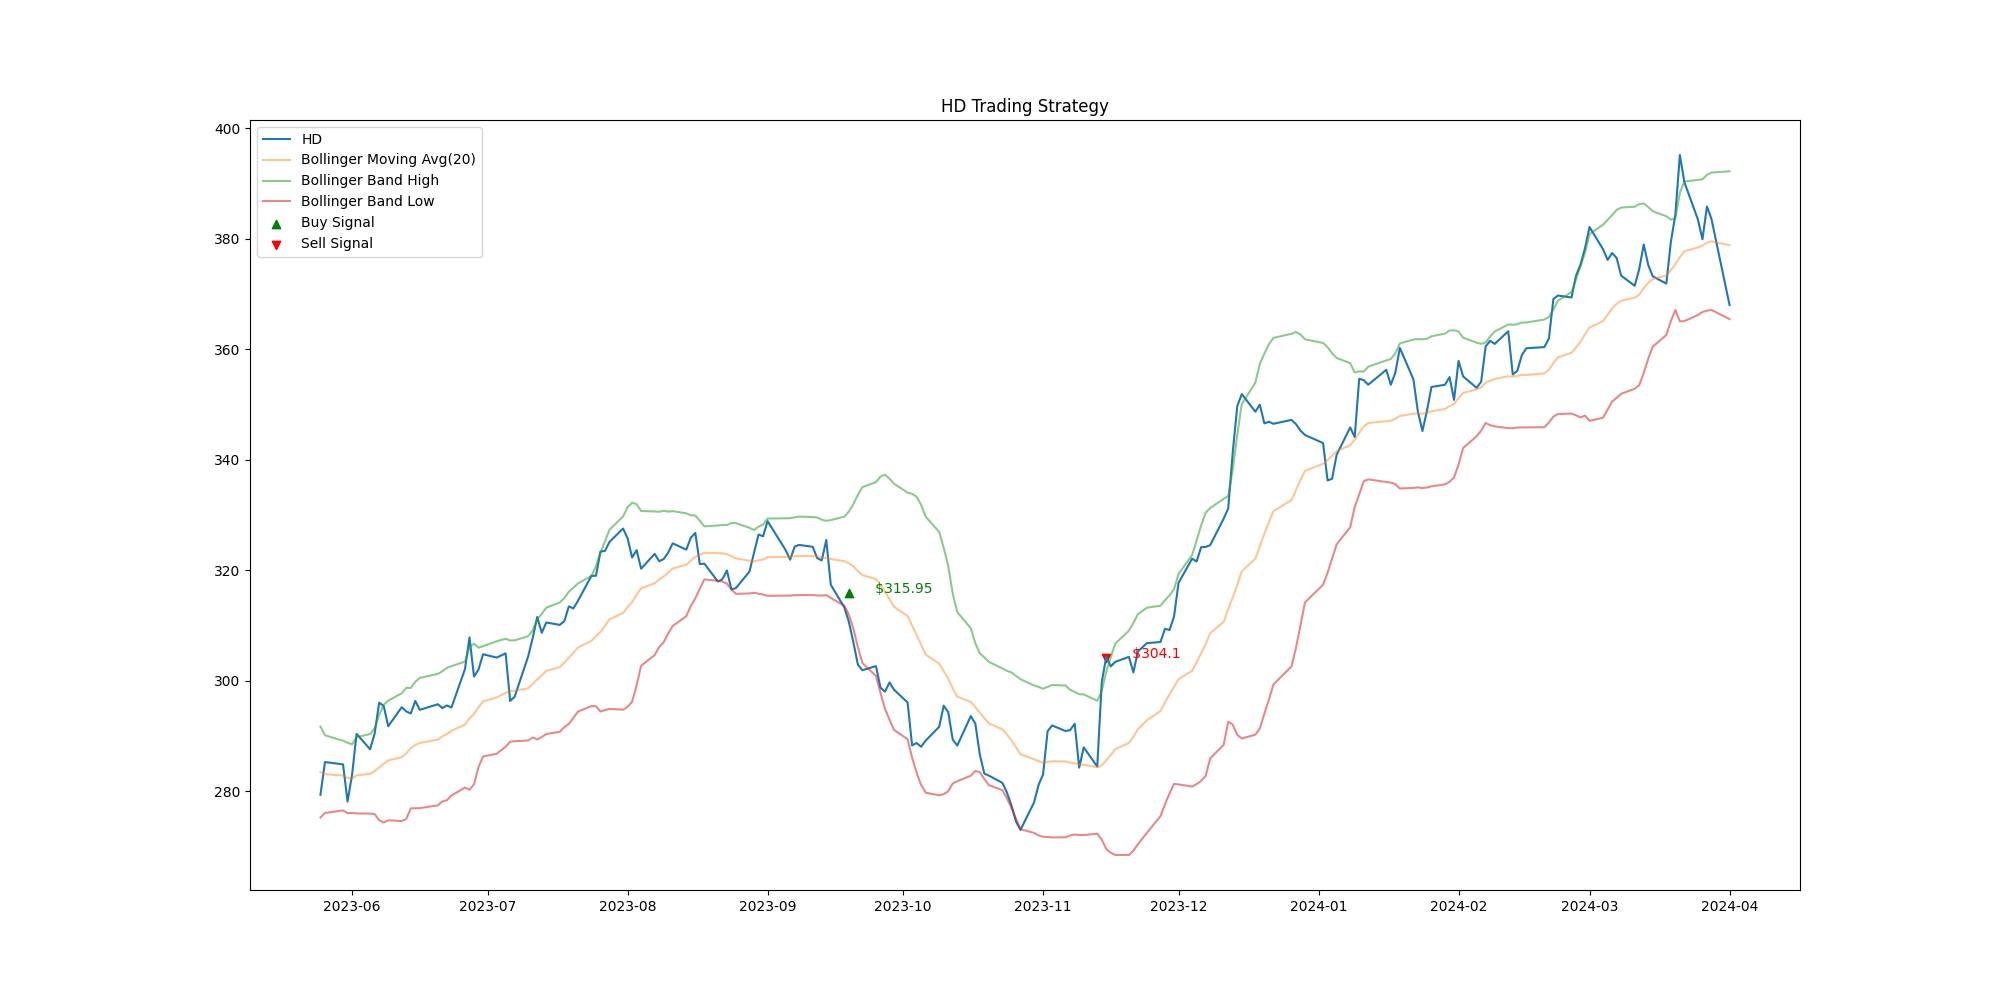 HD Trading Strategy
400
380
360
340
320
300
280
HD
Bollinger Moving Avg(20)
Bollinger Band High
Bollinger Band Low
Buy Signal
Sell Signal
$315.95
$304.1
2023-06 2023-07 2023-08 2023-09 2023-10 2023-11 2023-12 2024-01 2024-02 2024-03 2024-04